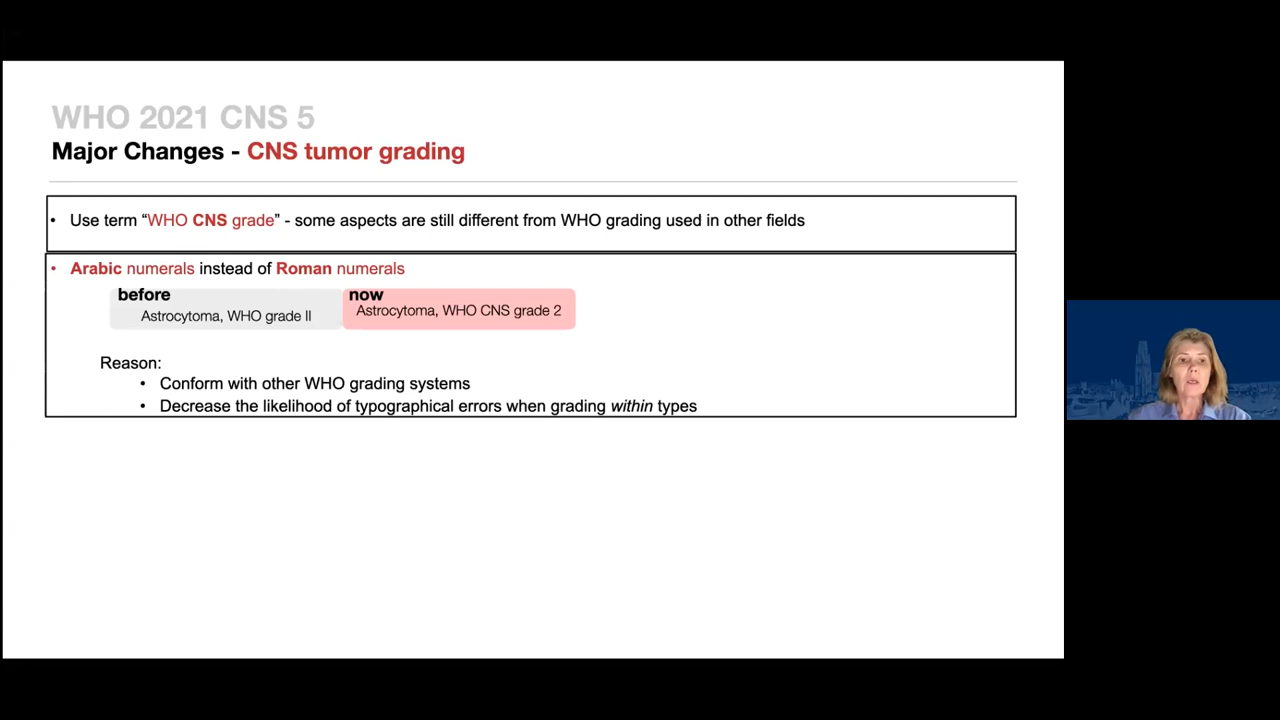 WHO 2021 CNS 5
Major Changes - CNS tumor grading
• Use term “WHO CNS grade” - some aspects are still different from WHO grading used in other fields
• Arabic numerals instead of Roman numerals
before
Astrocytoma, WHO grade II
now
Astrocytoma, WHO CNS grade 2
Reason:
• Conform with other WHO grading systems
• Decrease the likelihood of typographical errors when grading within types